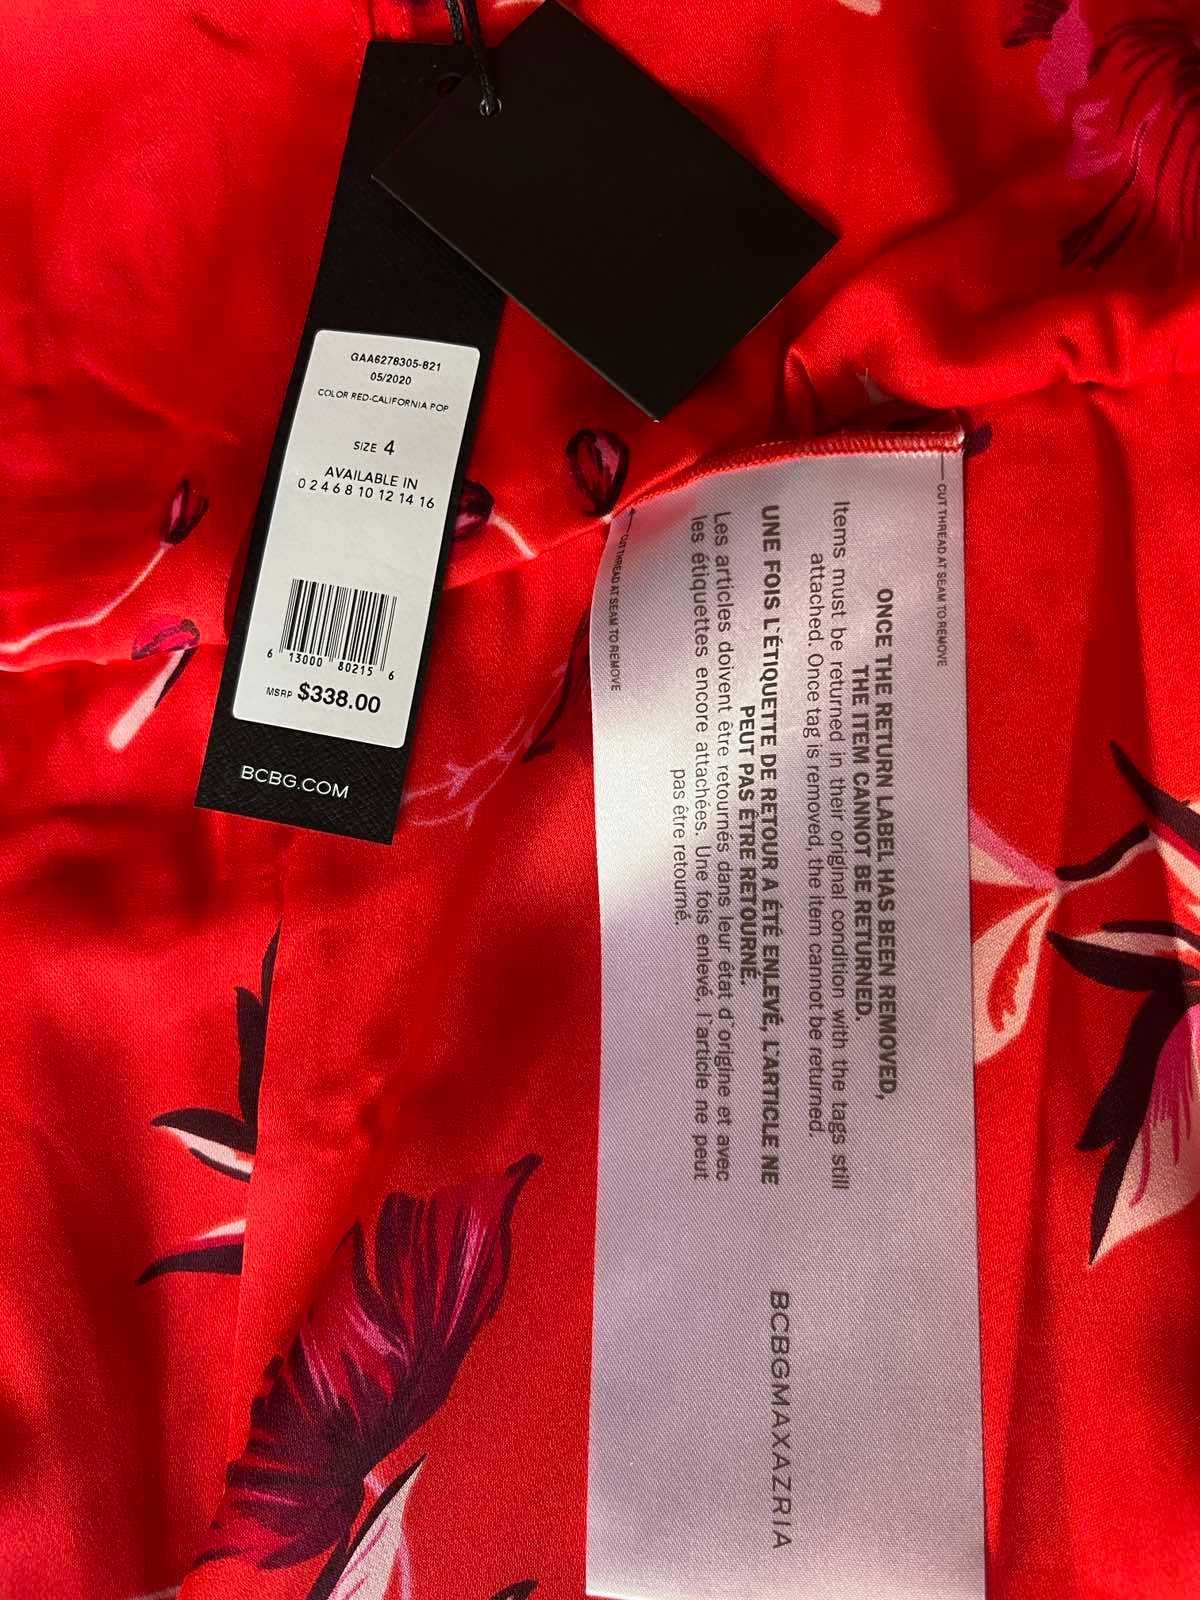 GAA6278305-821
05/2020
COLOR RED-CALIFORNIA POP
SIZE 4
AVAILABLE IN
0 2 4 6 8 10 12 14 16
6 13000 80215 6
MSRP $338.00
BCBG.COM
CUT THREAD AT SEAM TO REMOVE
ONCE THE RETURN LABEL HAS BEEN REMOVED,
THE ITEM CANNOT BE RETURNED.
Items must be returned in their original condition with the tags still
attached. Once tag is removed, the item cannot be returned.
UNE FOIS L'ÉTIQUETTE DE RETOUR A ÉTÉ ENLEVÉ, L'ARTICLE NE
PEUT PAS ÊTRE RETOURNÉ.
Les articles doivent être retournés dans leur état d'origine et avec
les étiquettes encore attachées. Une fois enlevé, l'article ne peut
pas être retourné.
CUT THREAD AT SEAM TO REMOVE
BCBGMAXAZRIA